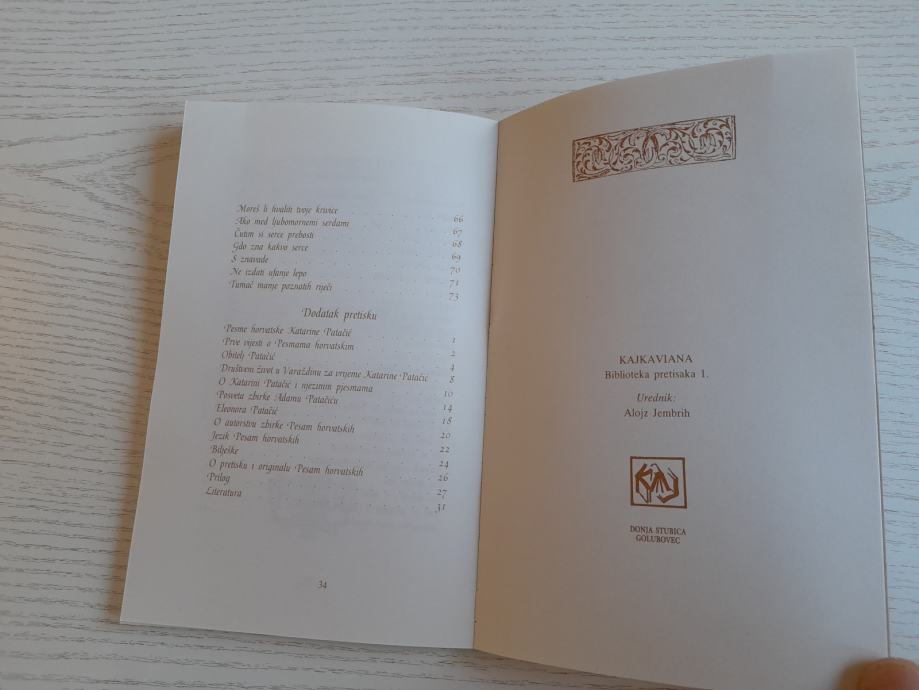 Moreš li hvaliti tvoje krivice . . . . . 66
Ako med ljubomornemi serdami . . . . . 67
Čutim si serce prebosti . . . . . 68
Gdo zna kakvo serce . . . . . 69
S znavade . . . . . 70
Ne izdati ufanje lepo . . . . . 71
Tumač manje poznatih riječi . . . . . 73
Dodatak pretisku
Pesme horvatske Katarine Patačić . . . . . 1
Prve vijesti o Pesmama horvatskim . . . . . 2
Obitelj Patačić . . . . . 4
Društveni život u Varaždinu za vrijeme Katarine Patačić . 8
O Katarini Patačić i njezinim pjesmama . . . . . 10
Posveta zbirke Adamu Patačiću . . . . . 14
Eleonora Patačić . . . . . 18
O autorstvu zbirke Pesam horvatskih . . . . . 20
Jezik Pesam horvatskih . . . . . 22
Bilješke . . . . . 24
O pretisku i originalu Pesam horvatskih . . . . . 26
Prilog . . . . . 27
Literatura . . . . . 31
34
KAJKAVIANA
Biblioteka pretisaka 1.
Urednik:
Alojz Jembrih
DONJA STUBICA
GOLUBOVEC